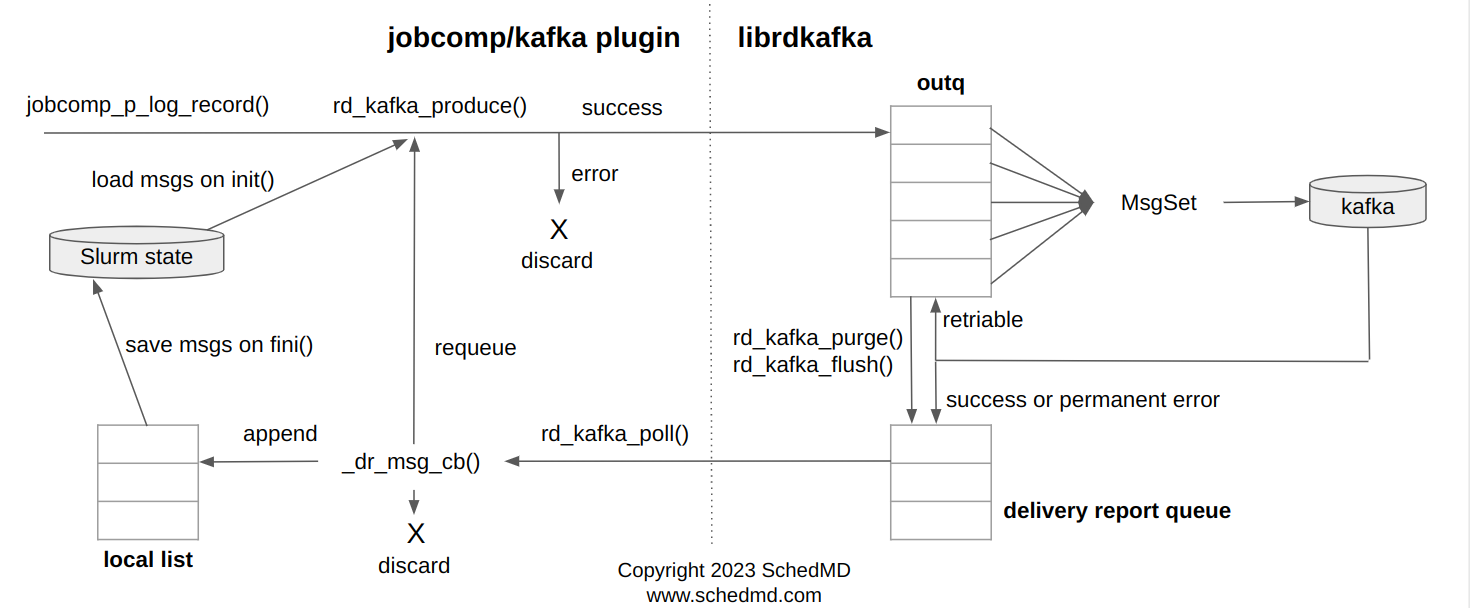 jobcomp/kafka plugin
librdkafka
outq
jobcomp_p_log_record()
rd_kafka_produce()
success
load msgs on init()
error
MsgSet
kafka
X
discard
Slurm state
save msgs on fini()
requeue
retriable
rd_kafka_purge()
rd_kafka_flush()
success or permanent error
append
_dr_msg_cb()
rd_kafka_poll()
delivery report queue
X
discard
local list
Copyright 2023 SchedMD
www.schedmd.com